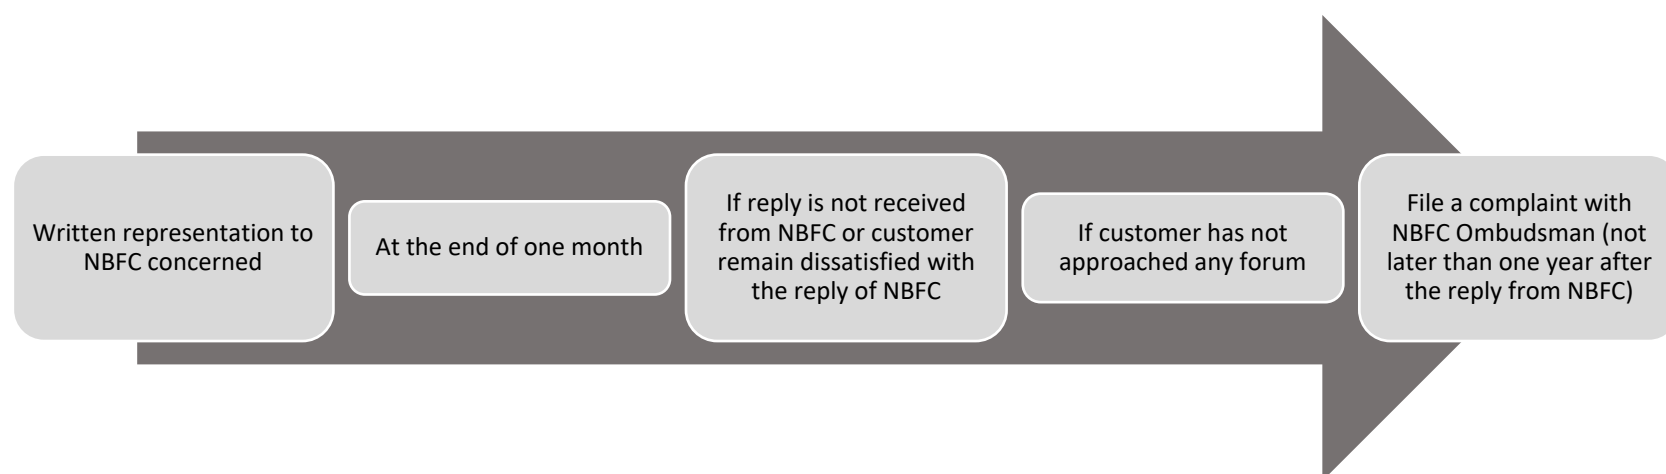 Written representation to
NBFC concerned
At the end of one month
If reply is not received
from NBFC or customer
remain dissatisfied with
the reply of NBFC
If customer has not
approached any forum
File a complaint with
NBFC Ombudsman (not
later than one year after
the reply from NBFC)